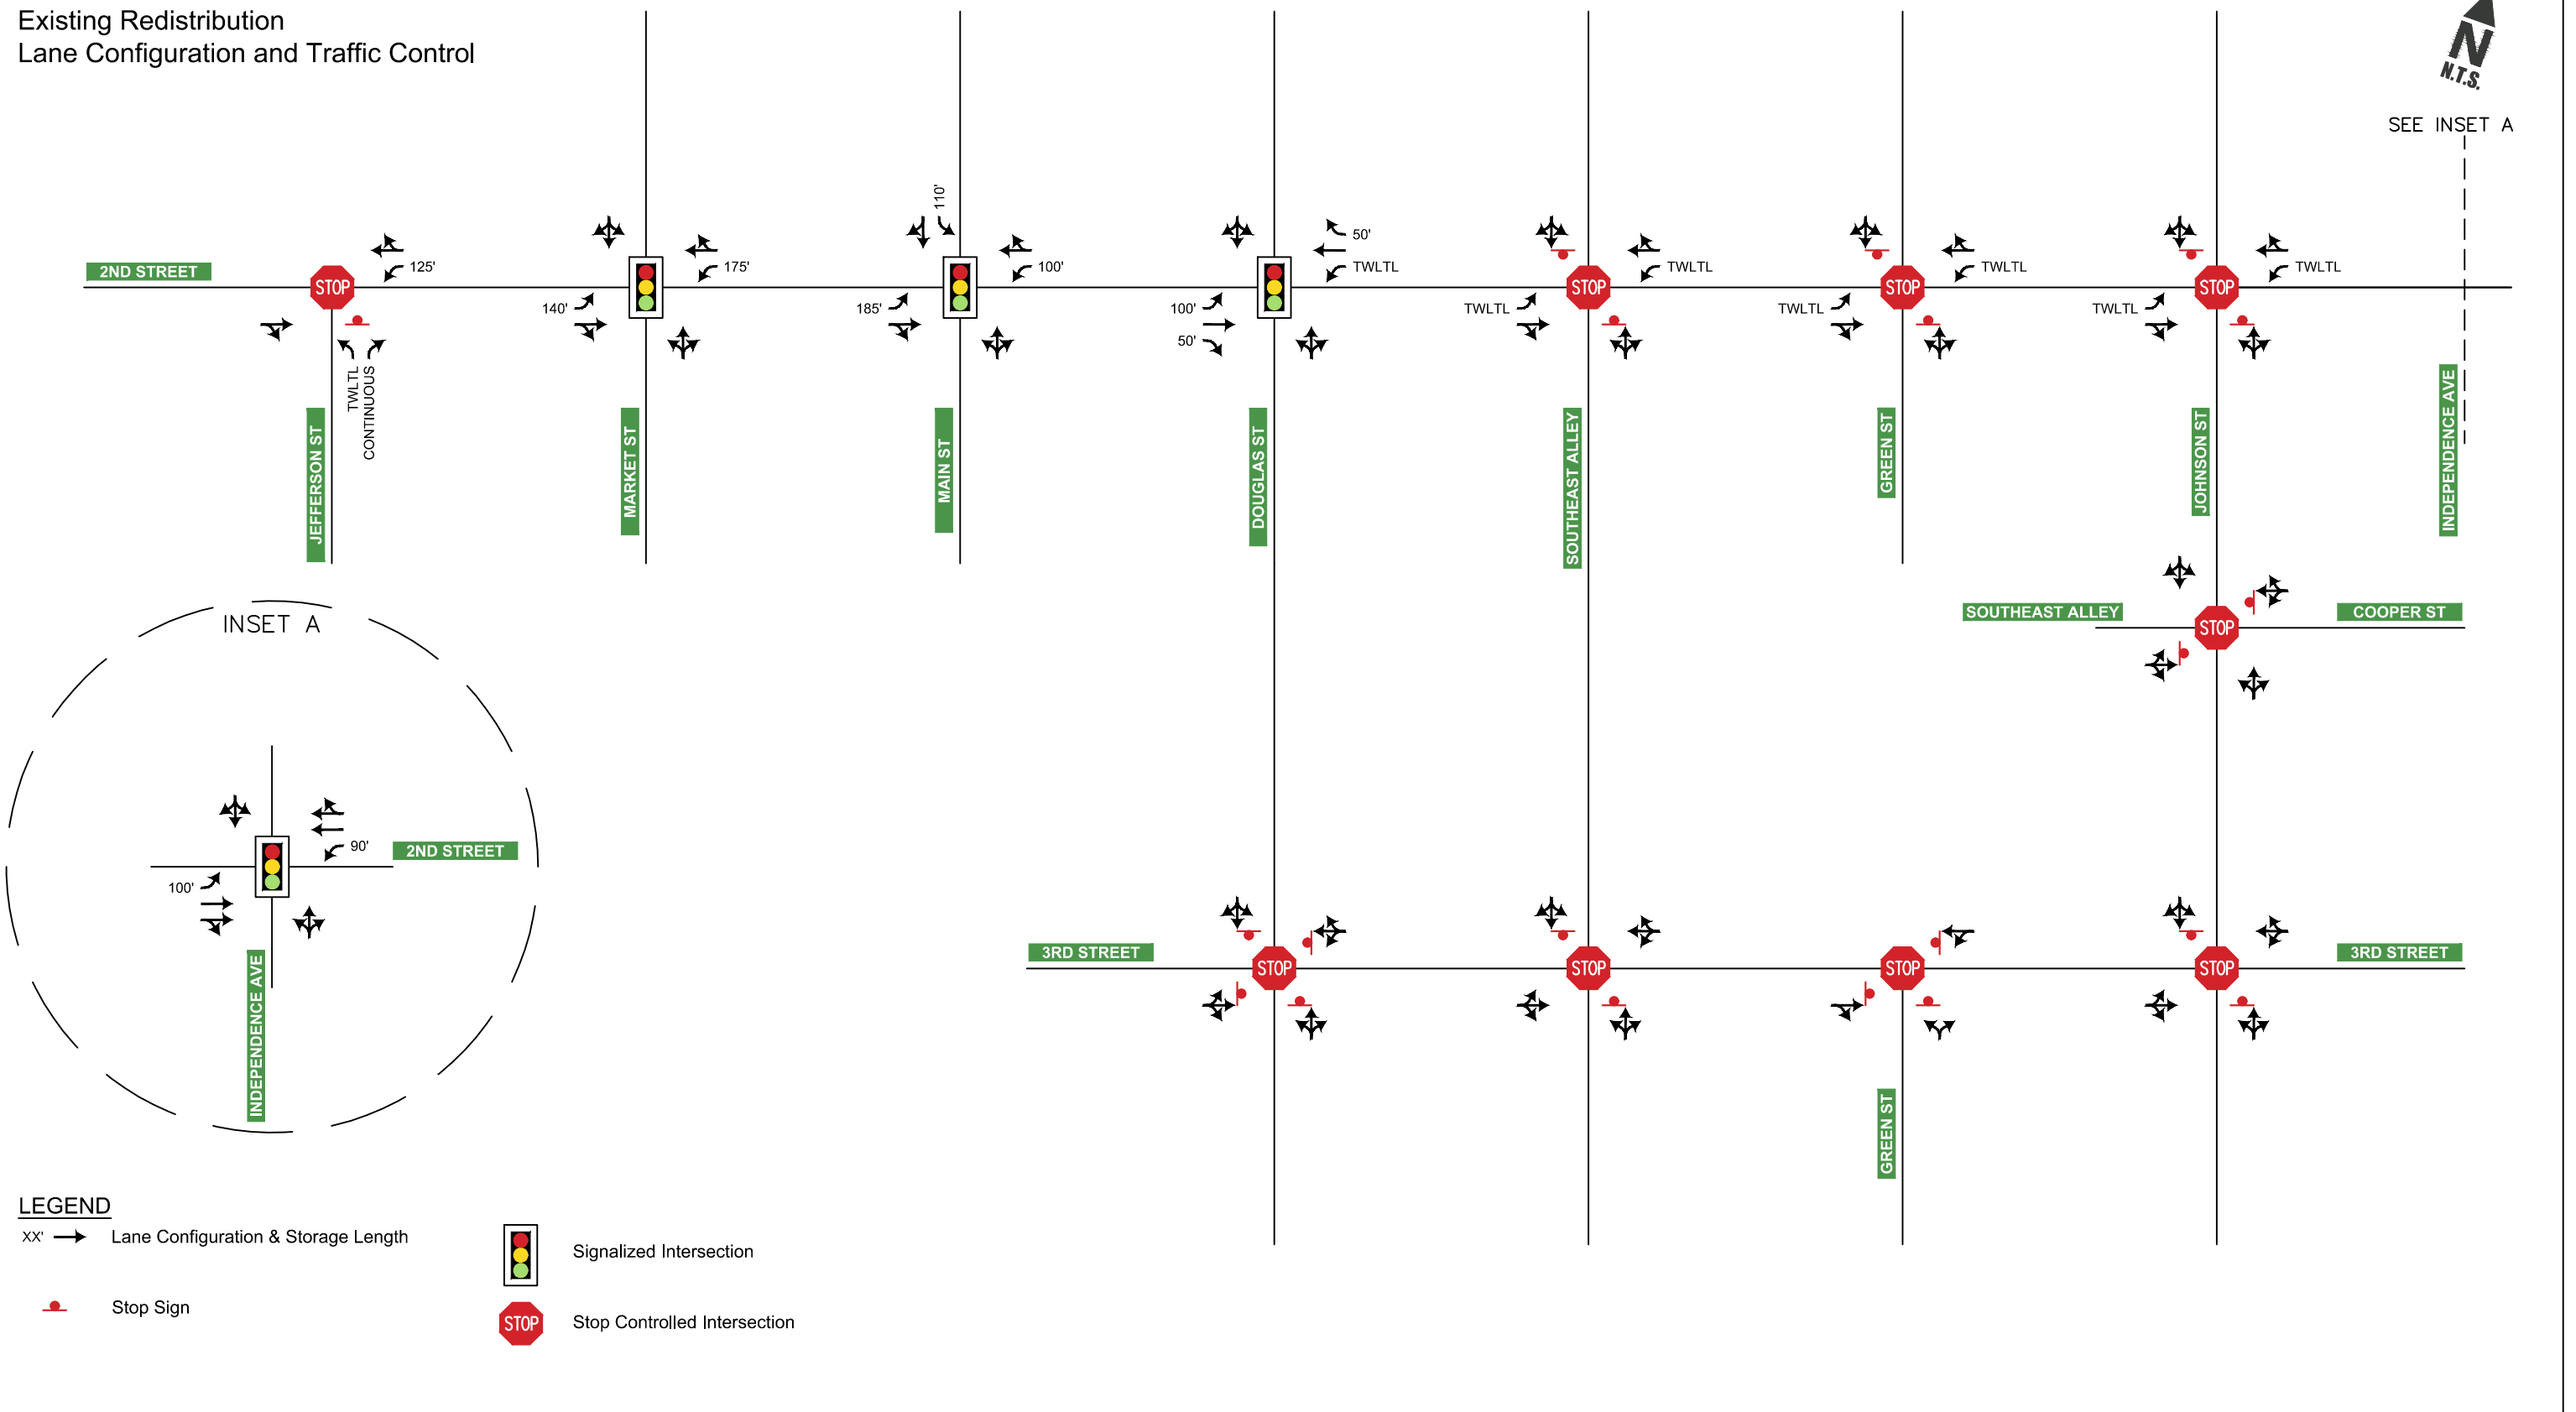 Existing Redistribution
Lane Configuration and Traffic Control
N
N.T.S.
SEE INSET A
110'
2ND STREET
STOP
125'
175'
100'
50'
TWLTL
STOP
TWLTL
STOP
TWLTL
STOP
TWLTL
140'
185'
100'
50'
TWLTL
TWLTL
TWLTL
TWLTL
CONTINUOUS
JEFFERSON ST
MARKET ST
MAIN ST
DOUGLAS ST
SOUTHEAST ALLEY
GREEN ST
JOHNSON ST
INDEPENDENCE AVE
SOUTHEAST ALLEY
STOP
COOPER ST
INSET A
90'
2ND STREET
100'
INDEPENDENCE AVE
3RD STREET
STOP
STOP
STOP
STOP
3RD STREET
GREEN ST
LEGEND
XX'
Lane Configuration & Storage Length
Signalized Intersection
Stop Sign
STOP
Stop Controlled Intersection